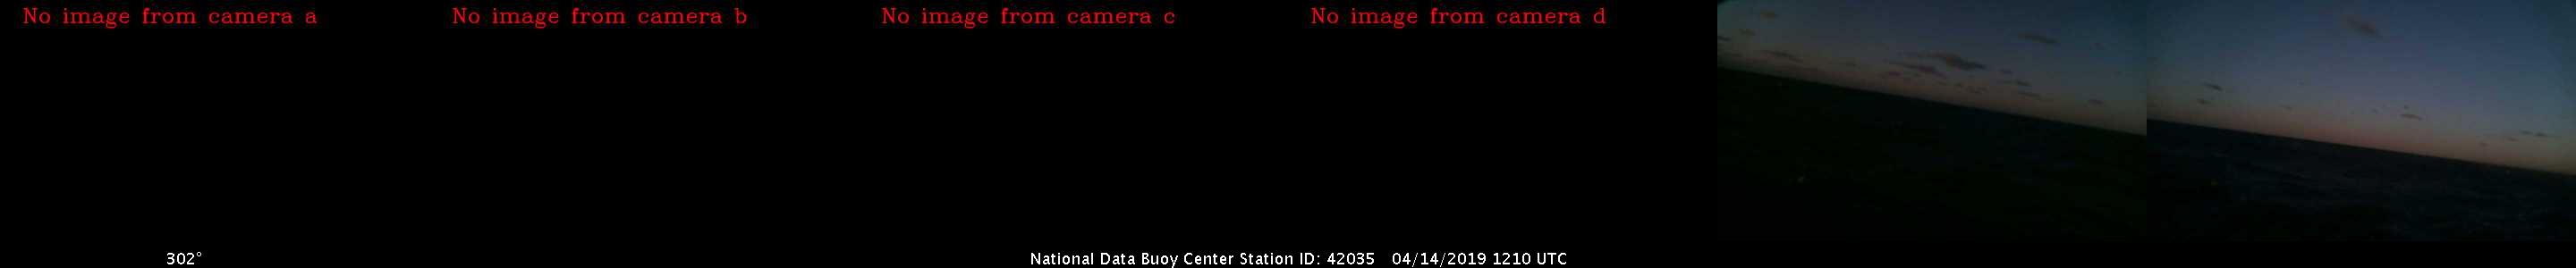 No image from camera a
No image from camera b
No image from camera c
No image from camera d
302°
National Data Buoy Center Station ID: 42035 04/14/2019 1210 UTC